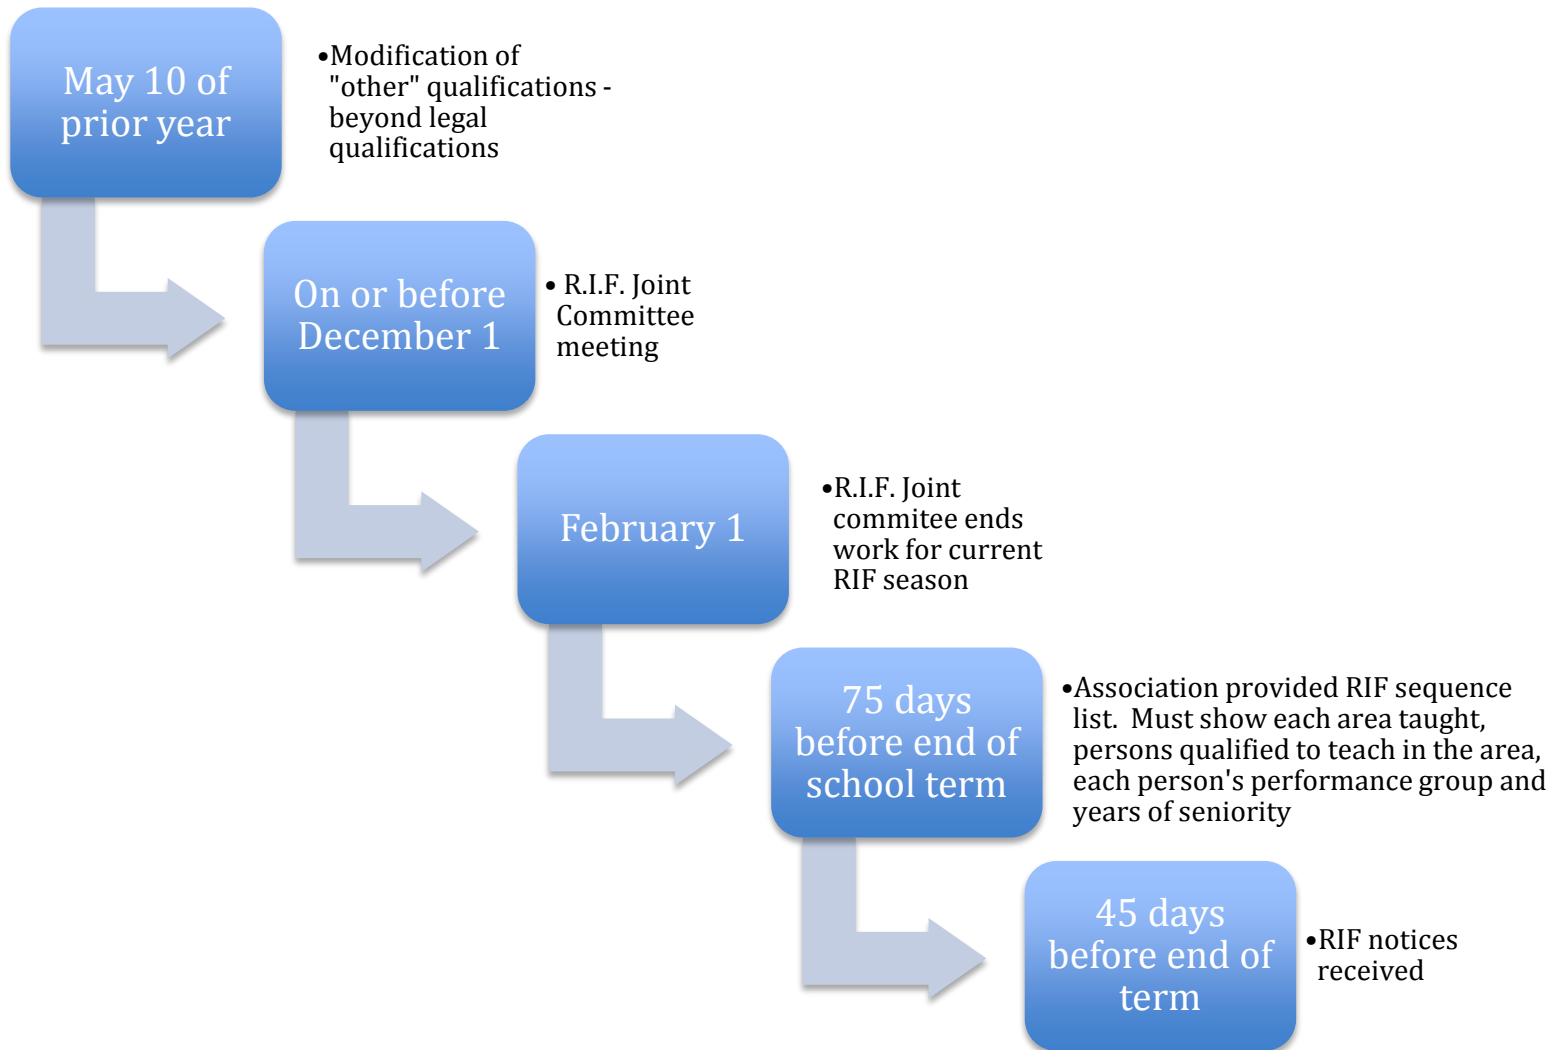 May 10 of
prior year
•Modification of
"other" qualifications -
beyond legal
qualifications
On or before
December 1
• R.I.F. Joint
Committee
meeting
February 1
•R.I.F. Joint
commitee ends
work for current
RIF season
75 days
before end of
school term
•Association provided RIF sequence
list. Must show each area taught,
persons qualified to teach in the area,
each person's performance group and
years of seniority
45 days
before end of
term
•RIF notices
received